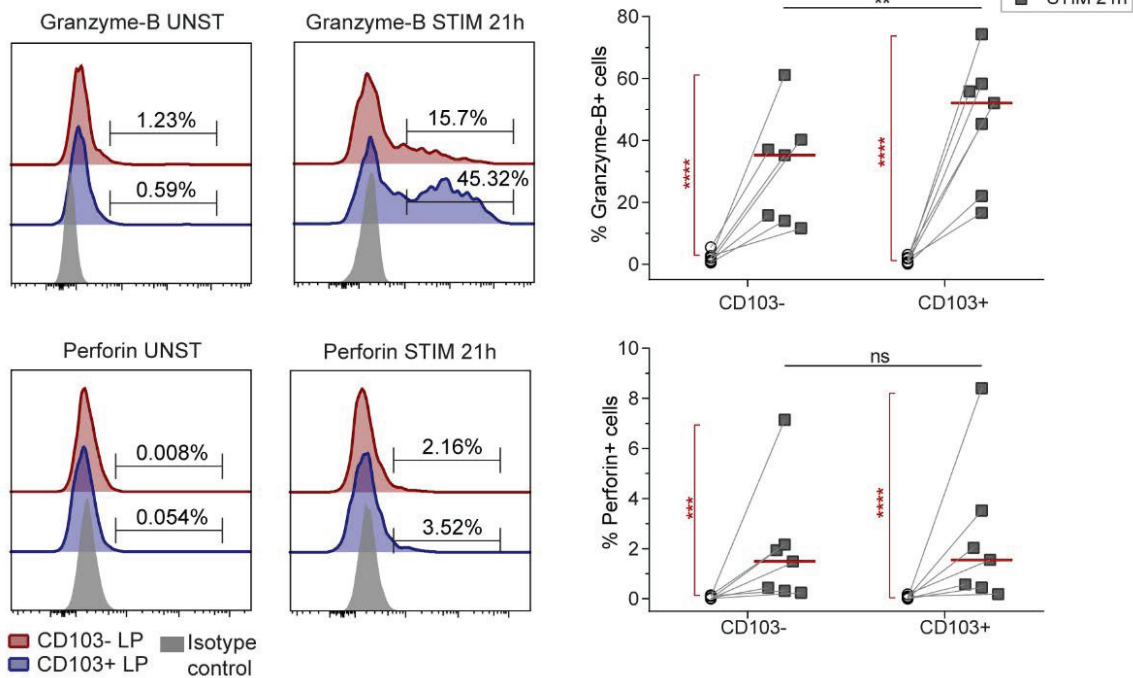 Granzyme-B UNST
1.23%
0.59%
Granzyme-B STIM 21h
15.7%
45.32%
STIM 21h
**
% Granzyme-B+ cells
80
60
40
20
0
****
****
CD103-
CD103+
Perforin UNST
0.008%
0.054%
Perforin STIM 21h
2.16%
3.52%
ns
% Perforin+ cells
10
8
6
4
2
0
***
****
CD103-
CD103+
CD103- LP
CD103+ LP
Isotype
control